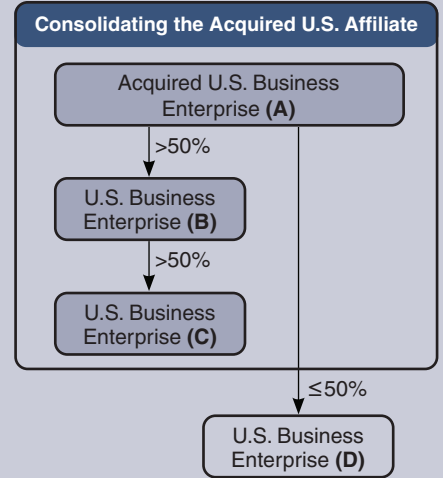 Consolidating the Acquired U.S. Affiliate
Acquired U.S. Business
Enterprise (A)
>50%
U.S. Business
Enterprise (B)
>50%
U.S. Business
Enterprise (C)
≤50%
U.S. Business
Enterprise (D)